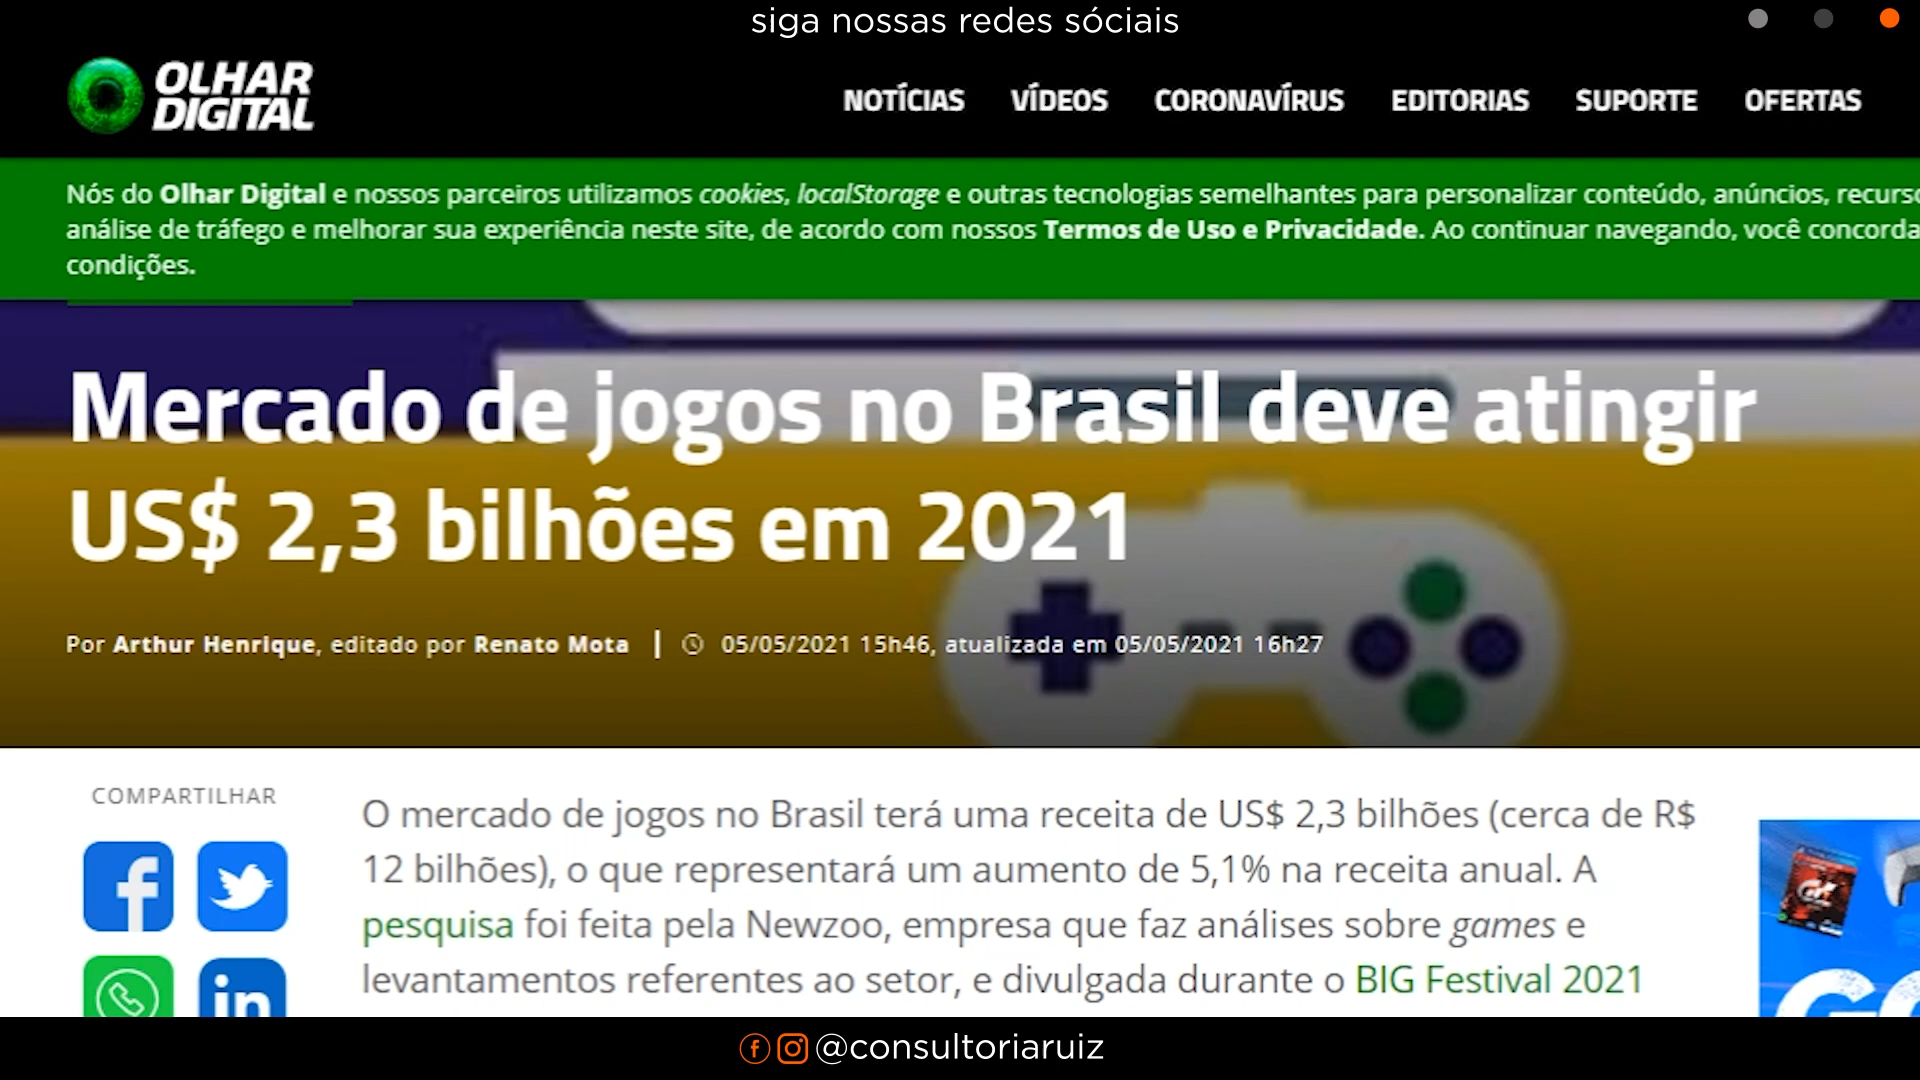 siga nossas redes sóciais
OLHAR
DIGITAL
NOTÍCIAS VÍDEOS CORONAVÍRUS EDITORIAS SUPORTE OFERTAS
Nós do Olhar Digital e nossos parceiros utilizamos cookies, localStorage e outras tecnologias semelhantes para personalizar conteúdo, anúncios,
análise de tráfego e melhorar sua experiência neste site, de acordo com nossos Termos de Uso e Privacidade. Ao continuar navegando, você concorda
condições.
Mercado de jogos no Brasil deve atingir
US$ 2,3 bilhões em 2021
Por Arthur Henrique, editado por Renato Mota | 05/05/2021 15h46, atualizada em 05/05/2021 16h27
COMPARTILHAR
O mercado de jogos no Brasil terá uma receita de US$ 2,3 bilhões (cerca de R$
12 bilhões), o que representará um aumento de 5,1% na receita anual. A
pesquisa foi feita pela Newzoo, empresa que faz análises sobre games e
levantamentos referentes ao setor, e divulgada durante o BIG Festival 2021
@consultoriaruiz